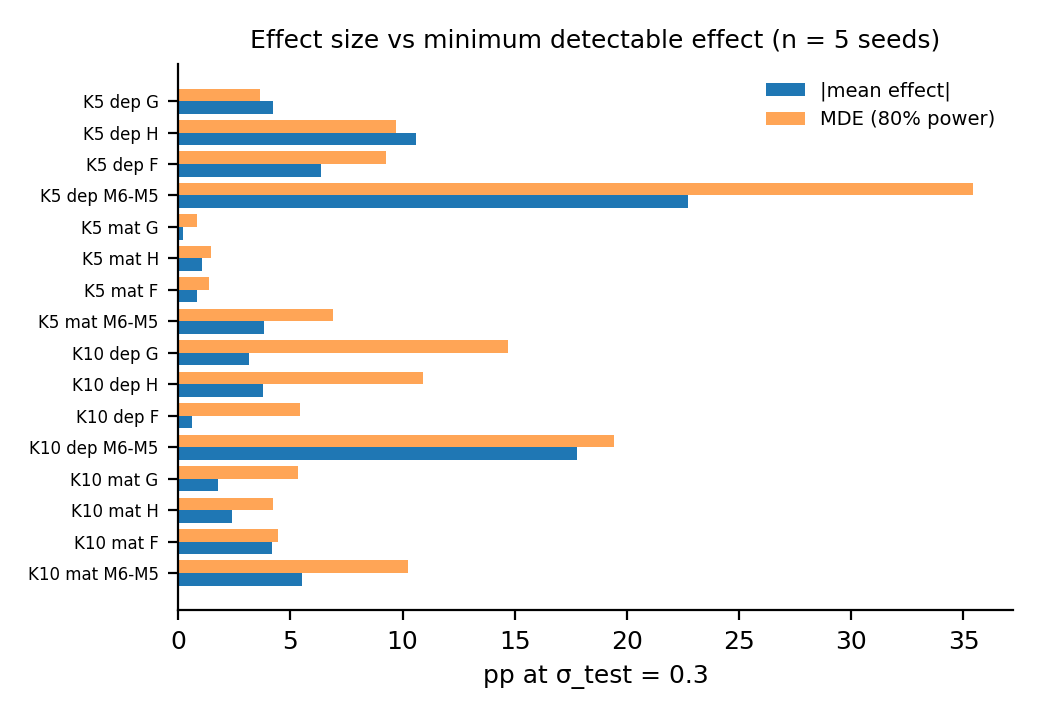 Effect size vs minimum detectable effect (n = 5 seeds)
|mean effect|
MDE (80% power)
K5 dep G
K5 dep H
K5 dep F
K5 dep M6-M5
K5 mat G
K5 mat H
K5 mat F
K5 mat M6-M5
K10 dep G
K10 dep H
K10 dep F
K10 dep M6-M5
K10 mat G
K10 mat H
K10 mat F
K10 mat M6-M5
0 5 10 15 20 25 30 35
pp at σ_test = 0.3